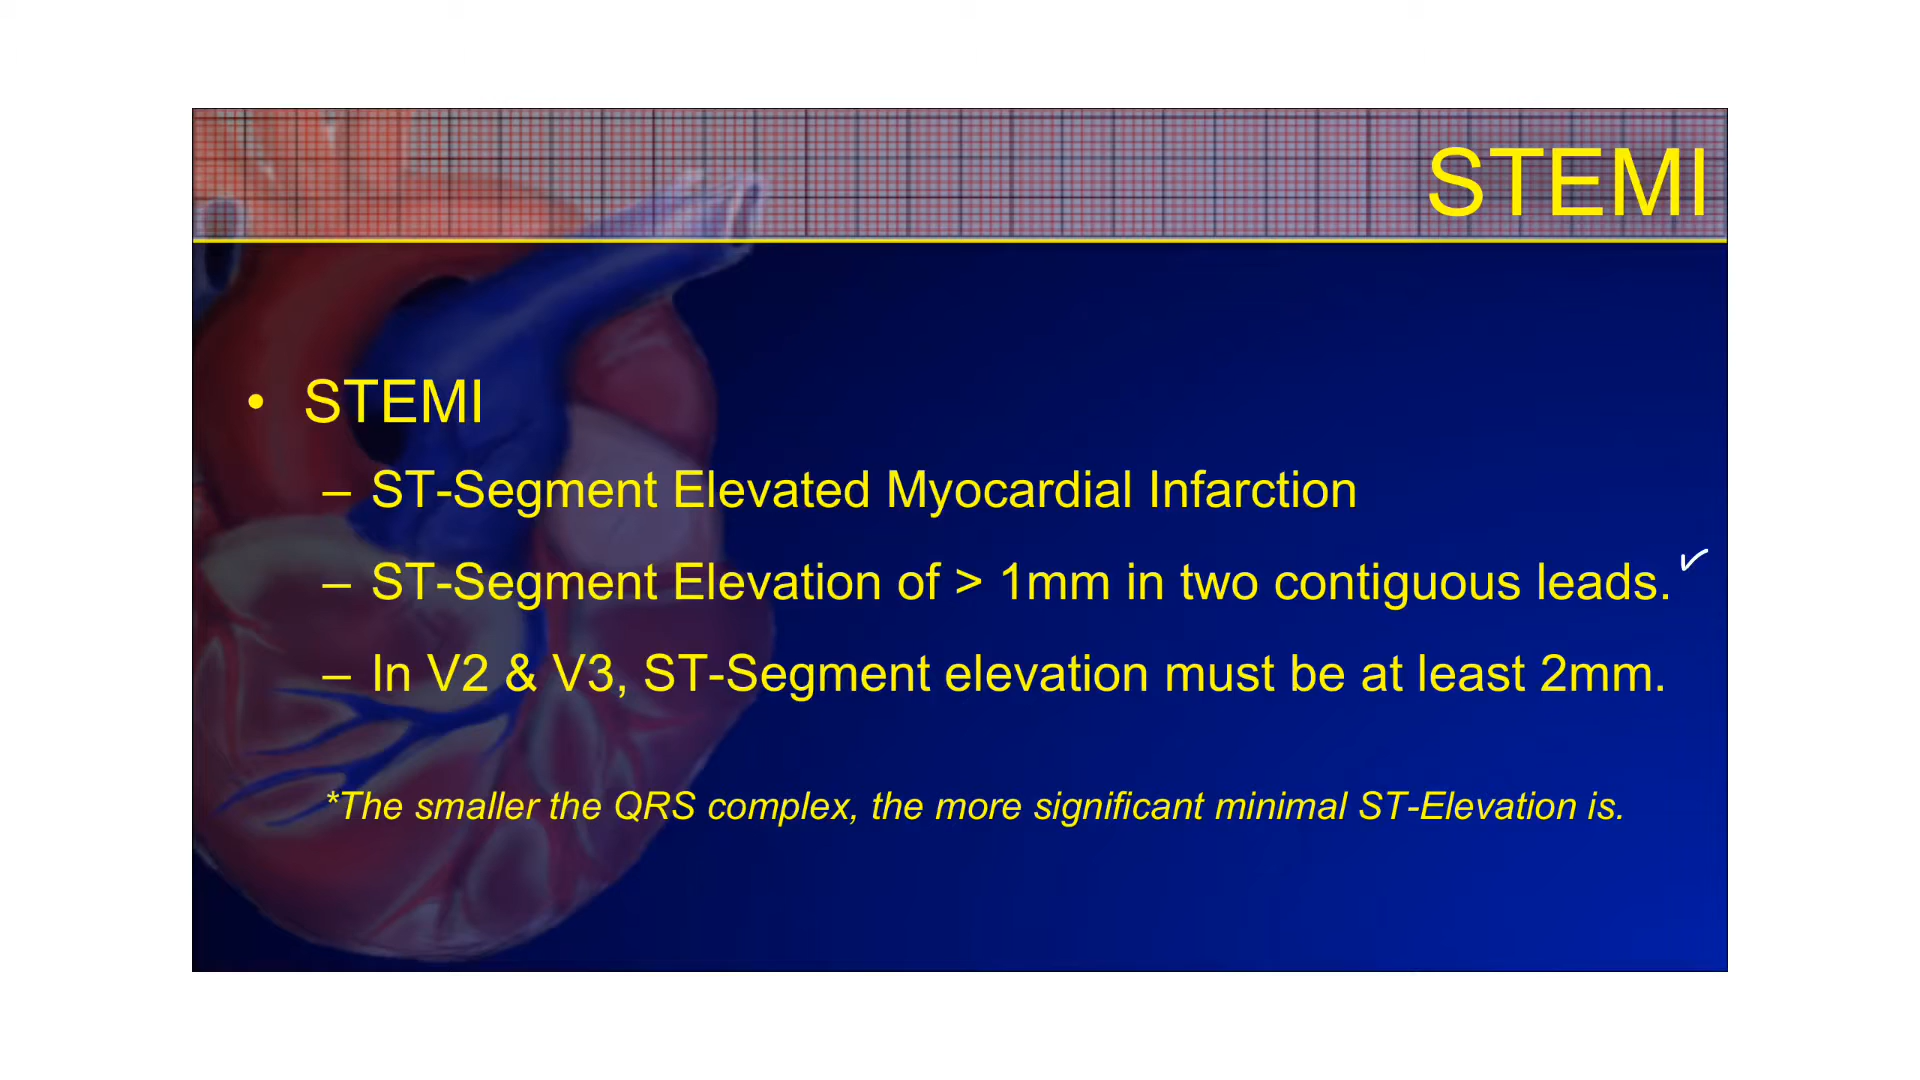 STEMI
• STEMI
– ST-Segment Elevated Myocardial Infarction
– ST-Segment Elevation of > 1mm in two contiguous leads. ✓
– In V2 & V3, ST-Segment elevation must be at least 2mm.
*The smaller the QRS complex, the more significant minimal ST-Elevation is.